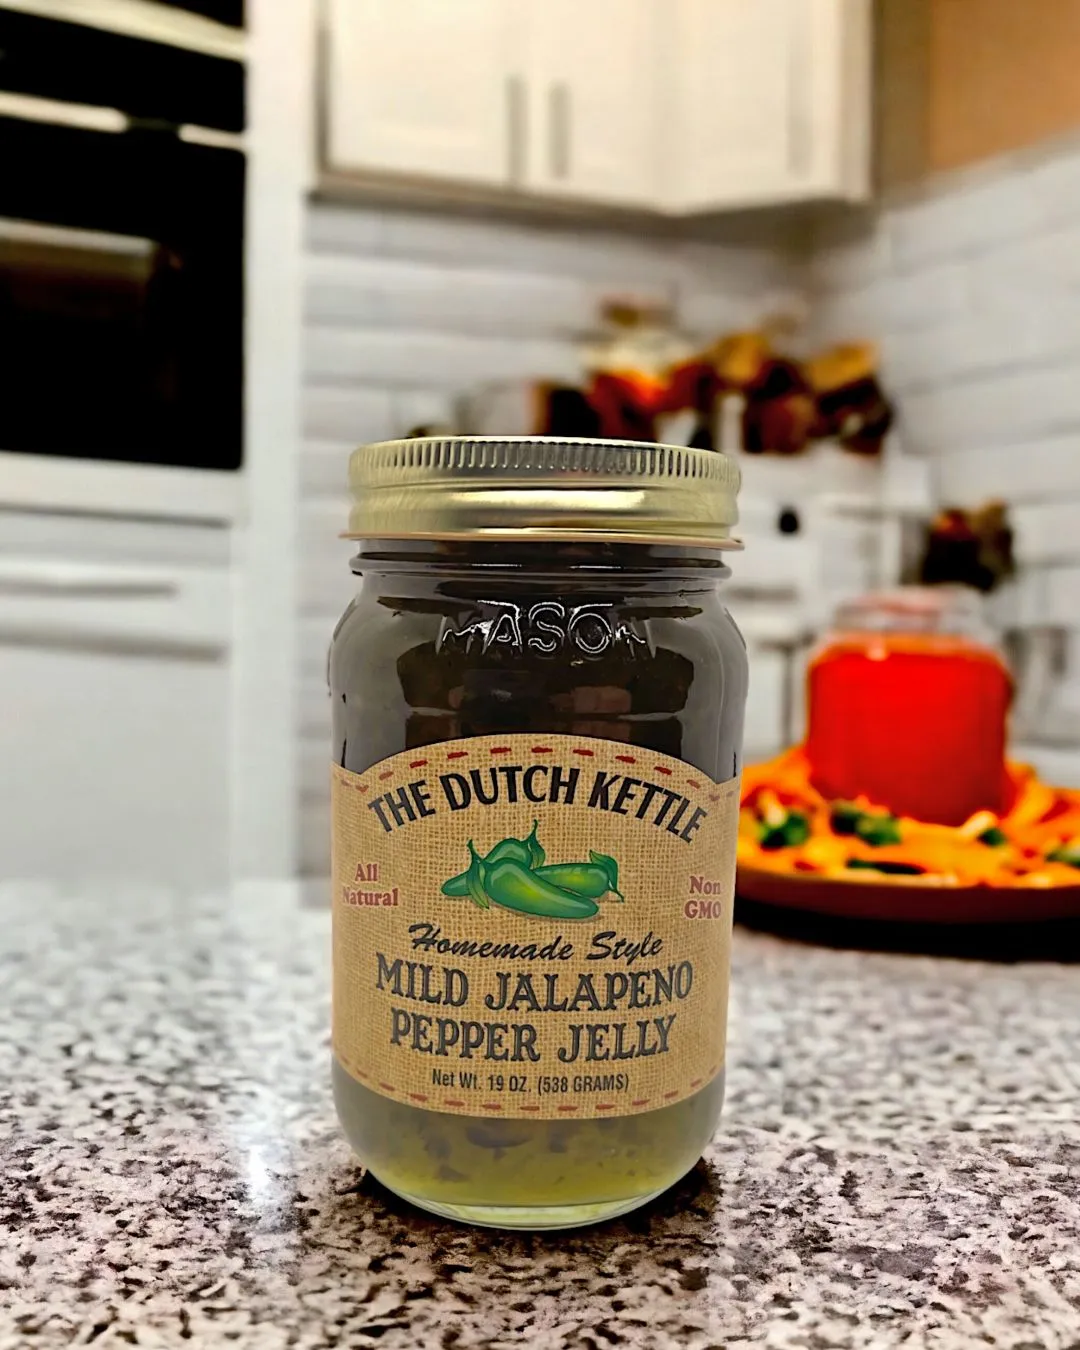 MASON
THE DUTCH KETTLE
All
Natural
Non
GMO
Homemade Style
MILD JALAPENO
PEPPER JELLY
Net Wt. 19 OZ. (538 GRAMS)